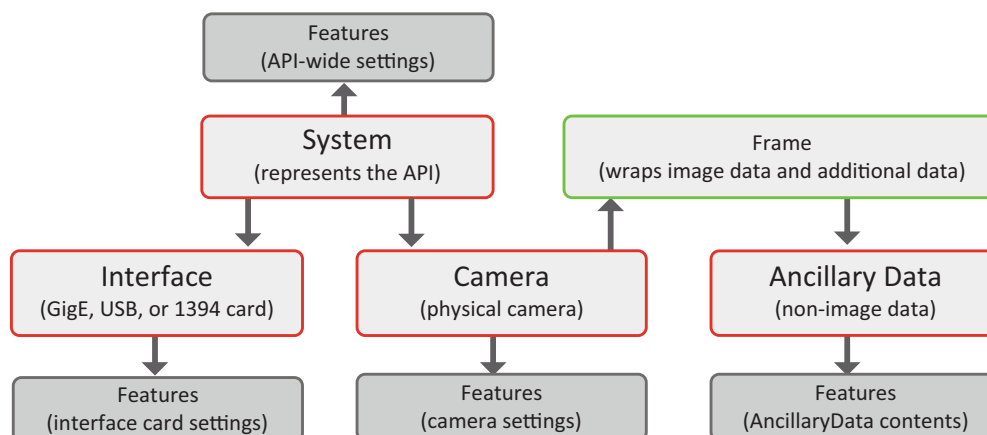 Features
(API-wide settings)
System
(represents the API)
Frame
(wraps image data and additional data)
Interface
(GigE, USB, or 1394 card)
Camera
(physical camera)
Ancillary Data
(non-image data)
Features
(interface card settings)
Features
(camera settings)
Features
(AncillaryData contents)